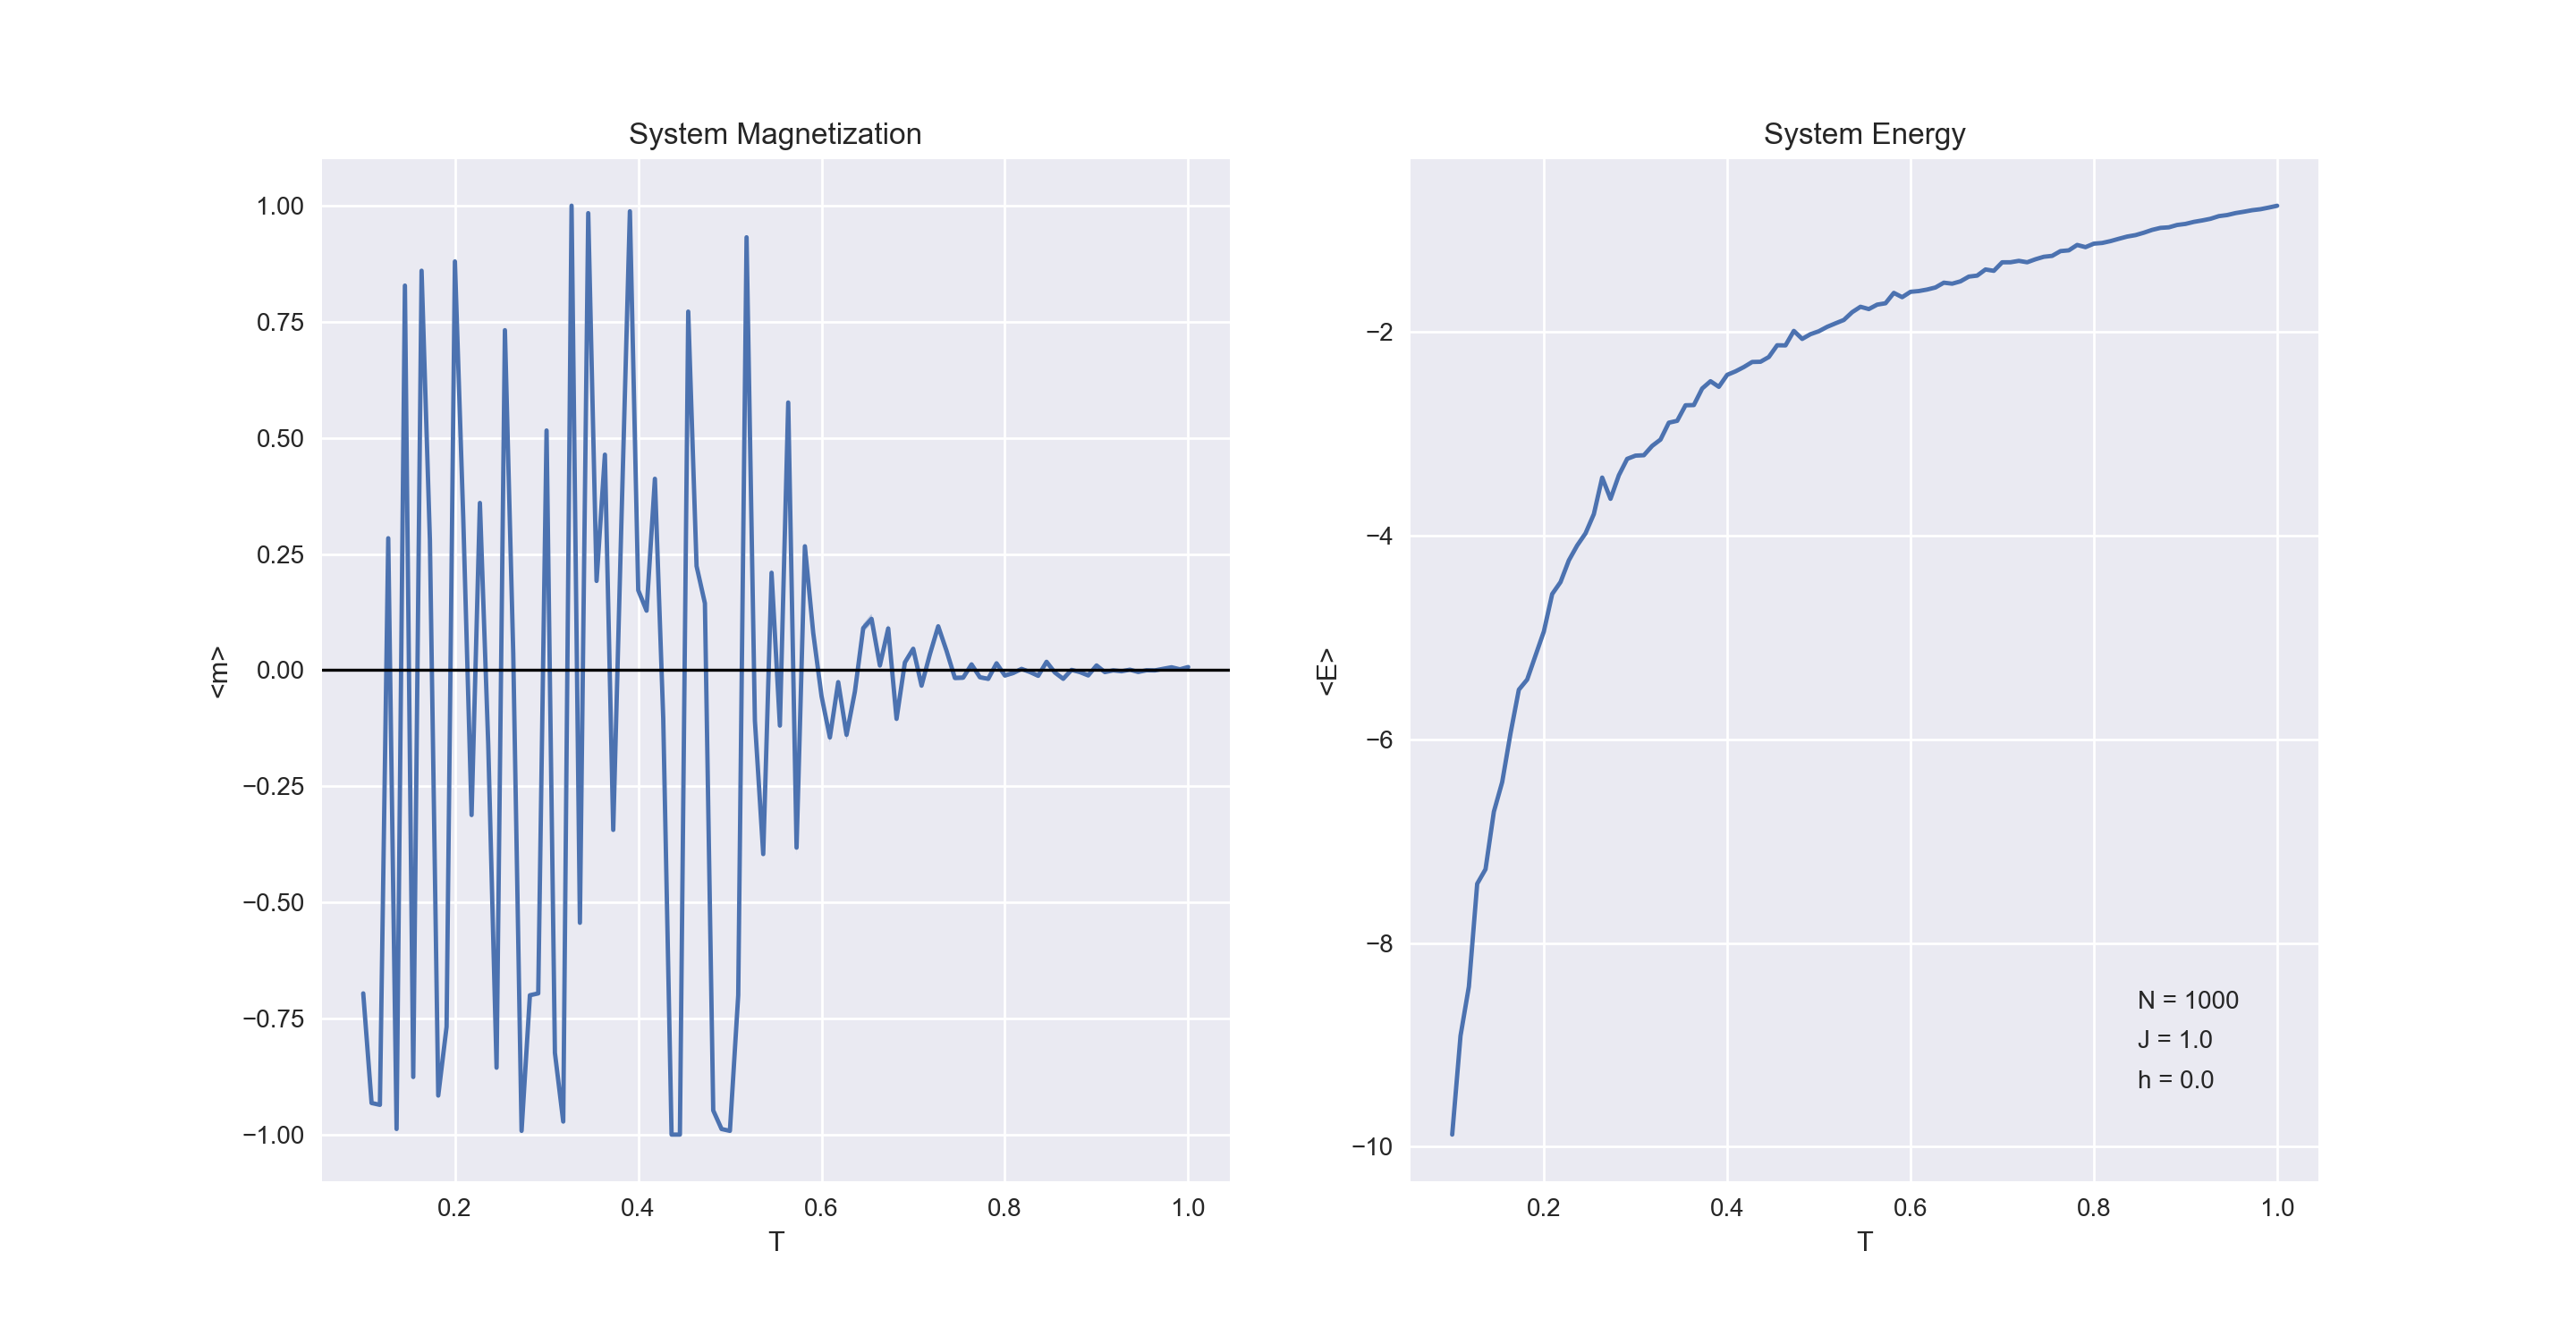 System Magnetization
1.00
0.75
0.50
0.25
0.00
−0.25
−0.50
−0.75
−1.00
<m>
0.2 0.4 0.6 0.8 1.0
T
System Energy
−2
−4
−6
−8
−10
<E>
N = 1000
J = 1.0
h = 0.0
0.2 0.4 0.6 0.8 1.0
T